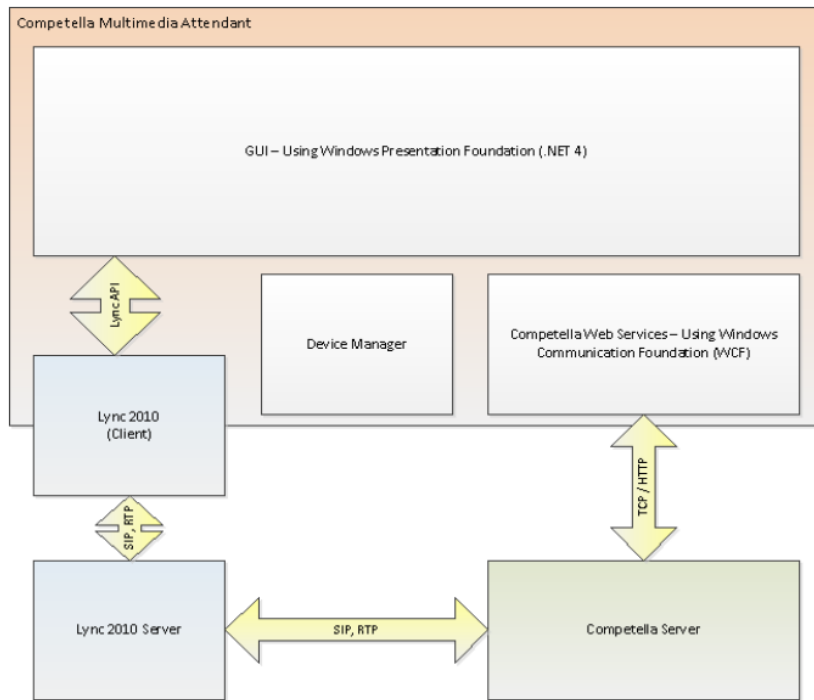 Competella Multimedia Attendant
GUI – Using Windows Presentation Foundation (.NET 4)
Lync API
Device Manager
Competella Web Services – Using Windows
Communication Foundation (WCF)
Lync 2010
(Client)
SIP, RTP
TCP / HTTP
Lync 2010 Server
SIP, RTP
Competella Server